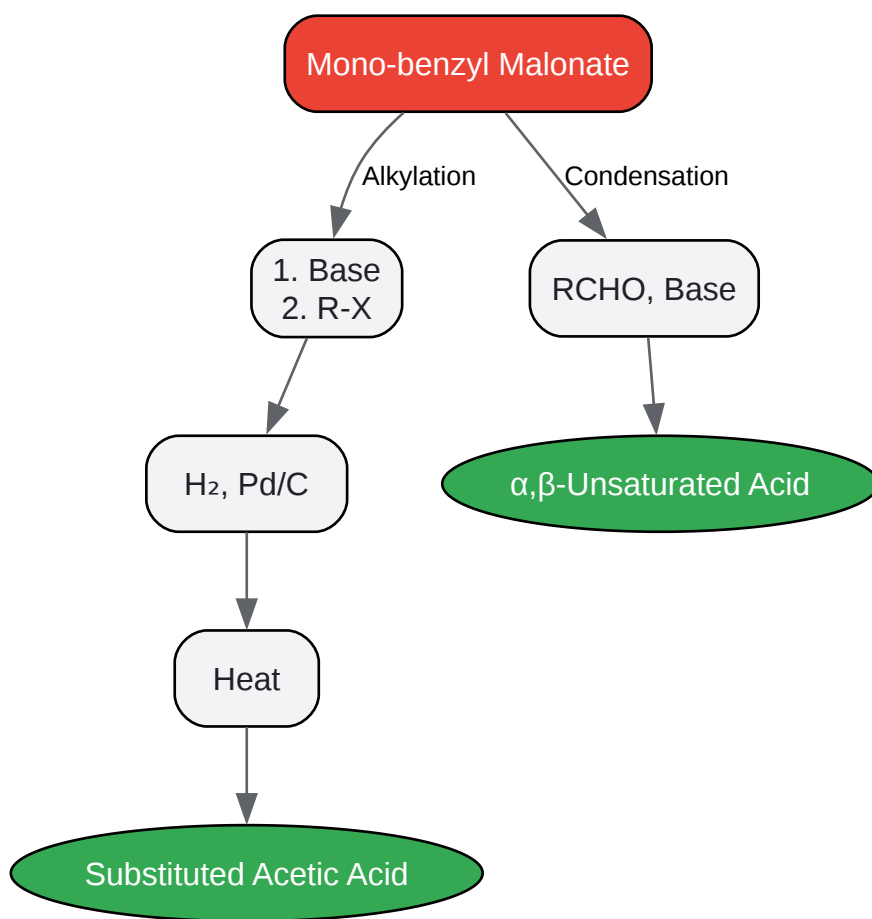 Mono-benzyl Malonate
Alkylation
Condensation
1. Base
2. R-X
RCHO, Base
H₂, Pd/C
α,β-Unsaturated Acid
Heat
Substituted Acetic Acid